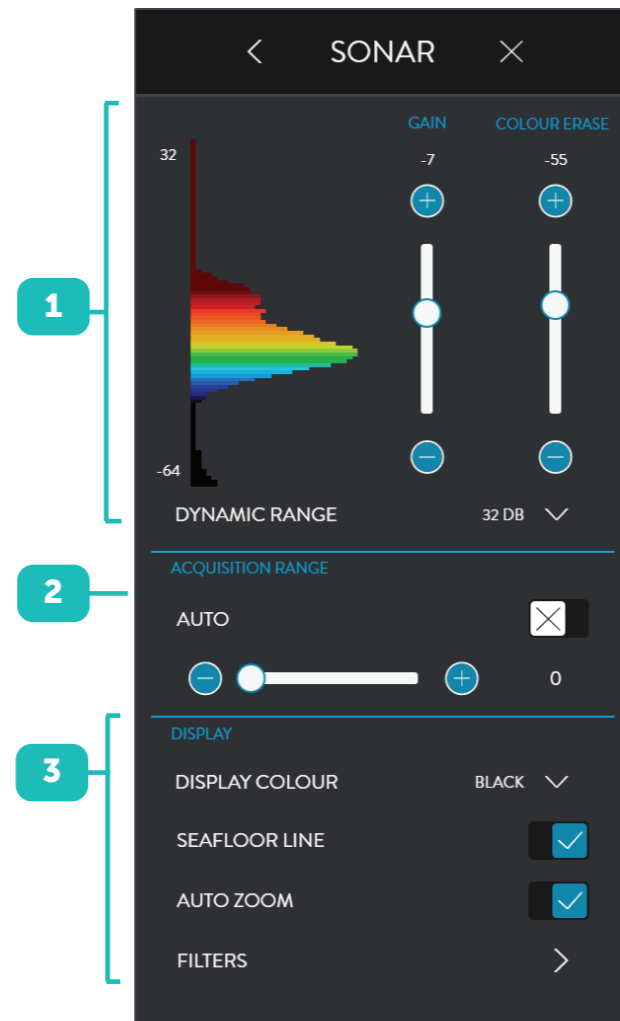 SONAR
GAIN COLOUR ERASE
32 -7 -55
1
-64
DYNAMIC RANGE 32 DB
ACQUISITION RANGE
2
AUTO
0
DISPLAY
3
DISPLAY COLOUR BLACK
SEAFLOOR LINE
AUTO ZOOM
FILTERS